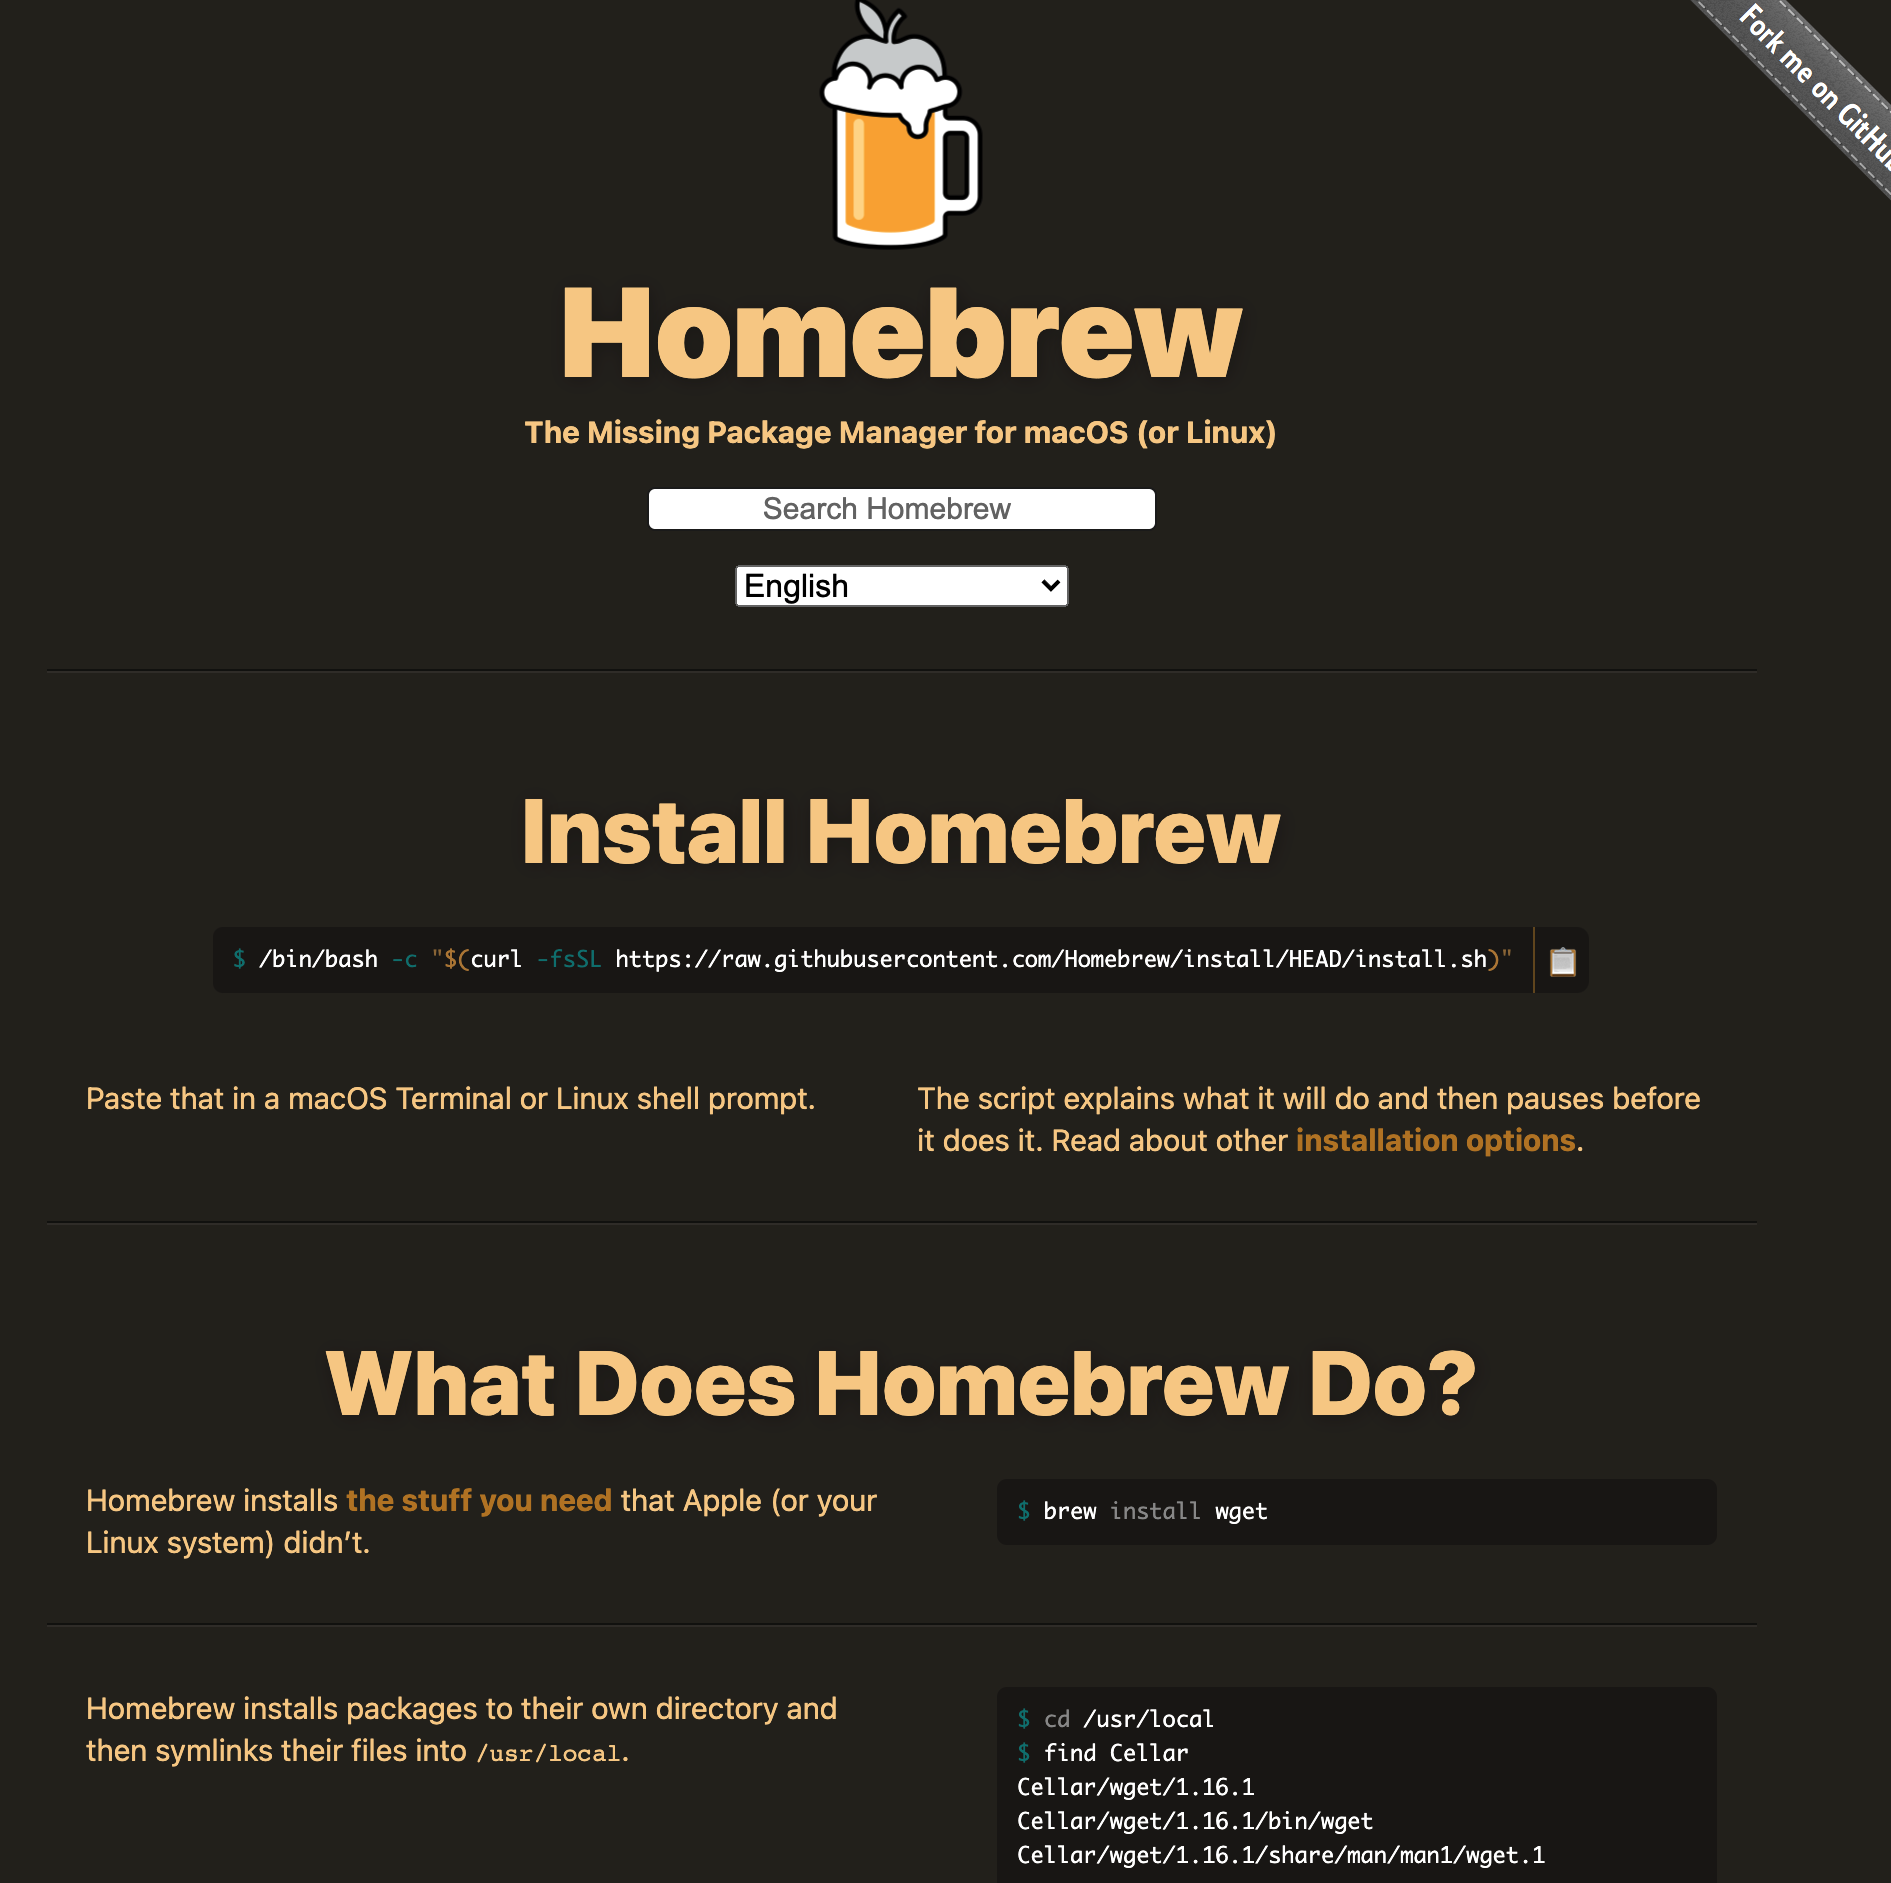 Fork me on GitHub
Homebrew
The Missing Package Manager for macOS (or Linux)
Search Homebrew
English
Install Homebrew
$ /bin/bash -c "$(curl -fsSL https://raw.githubusercontent.com/Homebrew/install/HEAD/install.sh)"
Paste that in a macOS Terminal or Linux shell prompt.
The script explains what it will do and then pauses before
it does it. Read about other installation options.
What Does Homebrew Do?
Homebrew installs the stuff you need that Apple (or your
Linux system) didn’t.
$ brew install wget
Homebrew installs packages to their own directory and
then symlinks their files into /usr/local.
$ cd /usr/local
$ find Cellar
Cellar/wget/1.16.1
Cellar/wget/1.16.1/bin/wget
Cellar/wget/1.16.1/share/man/man1/wget.1